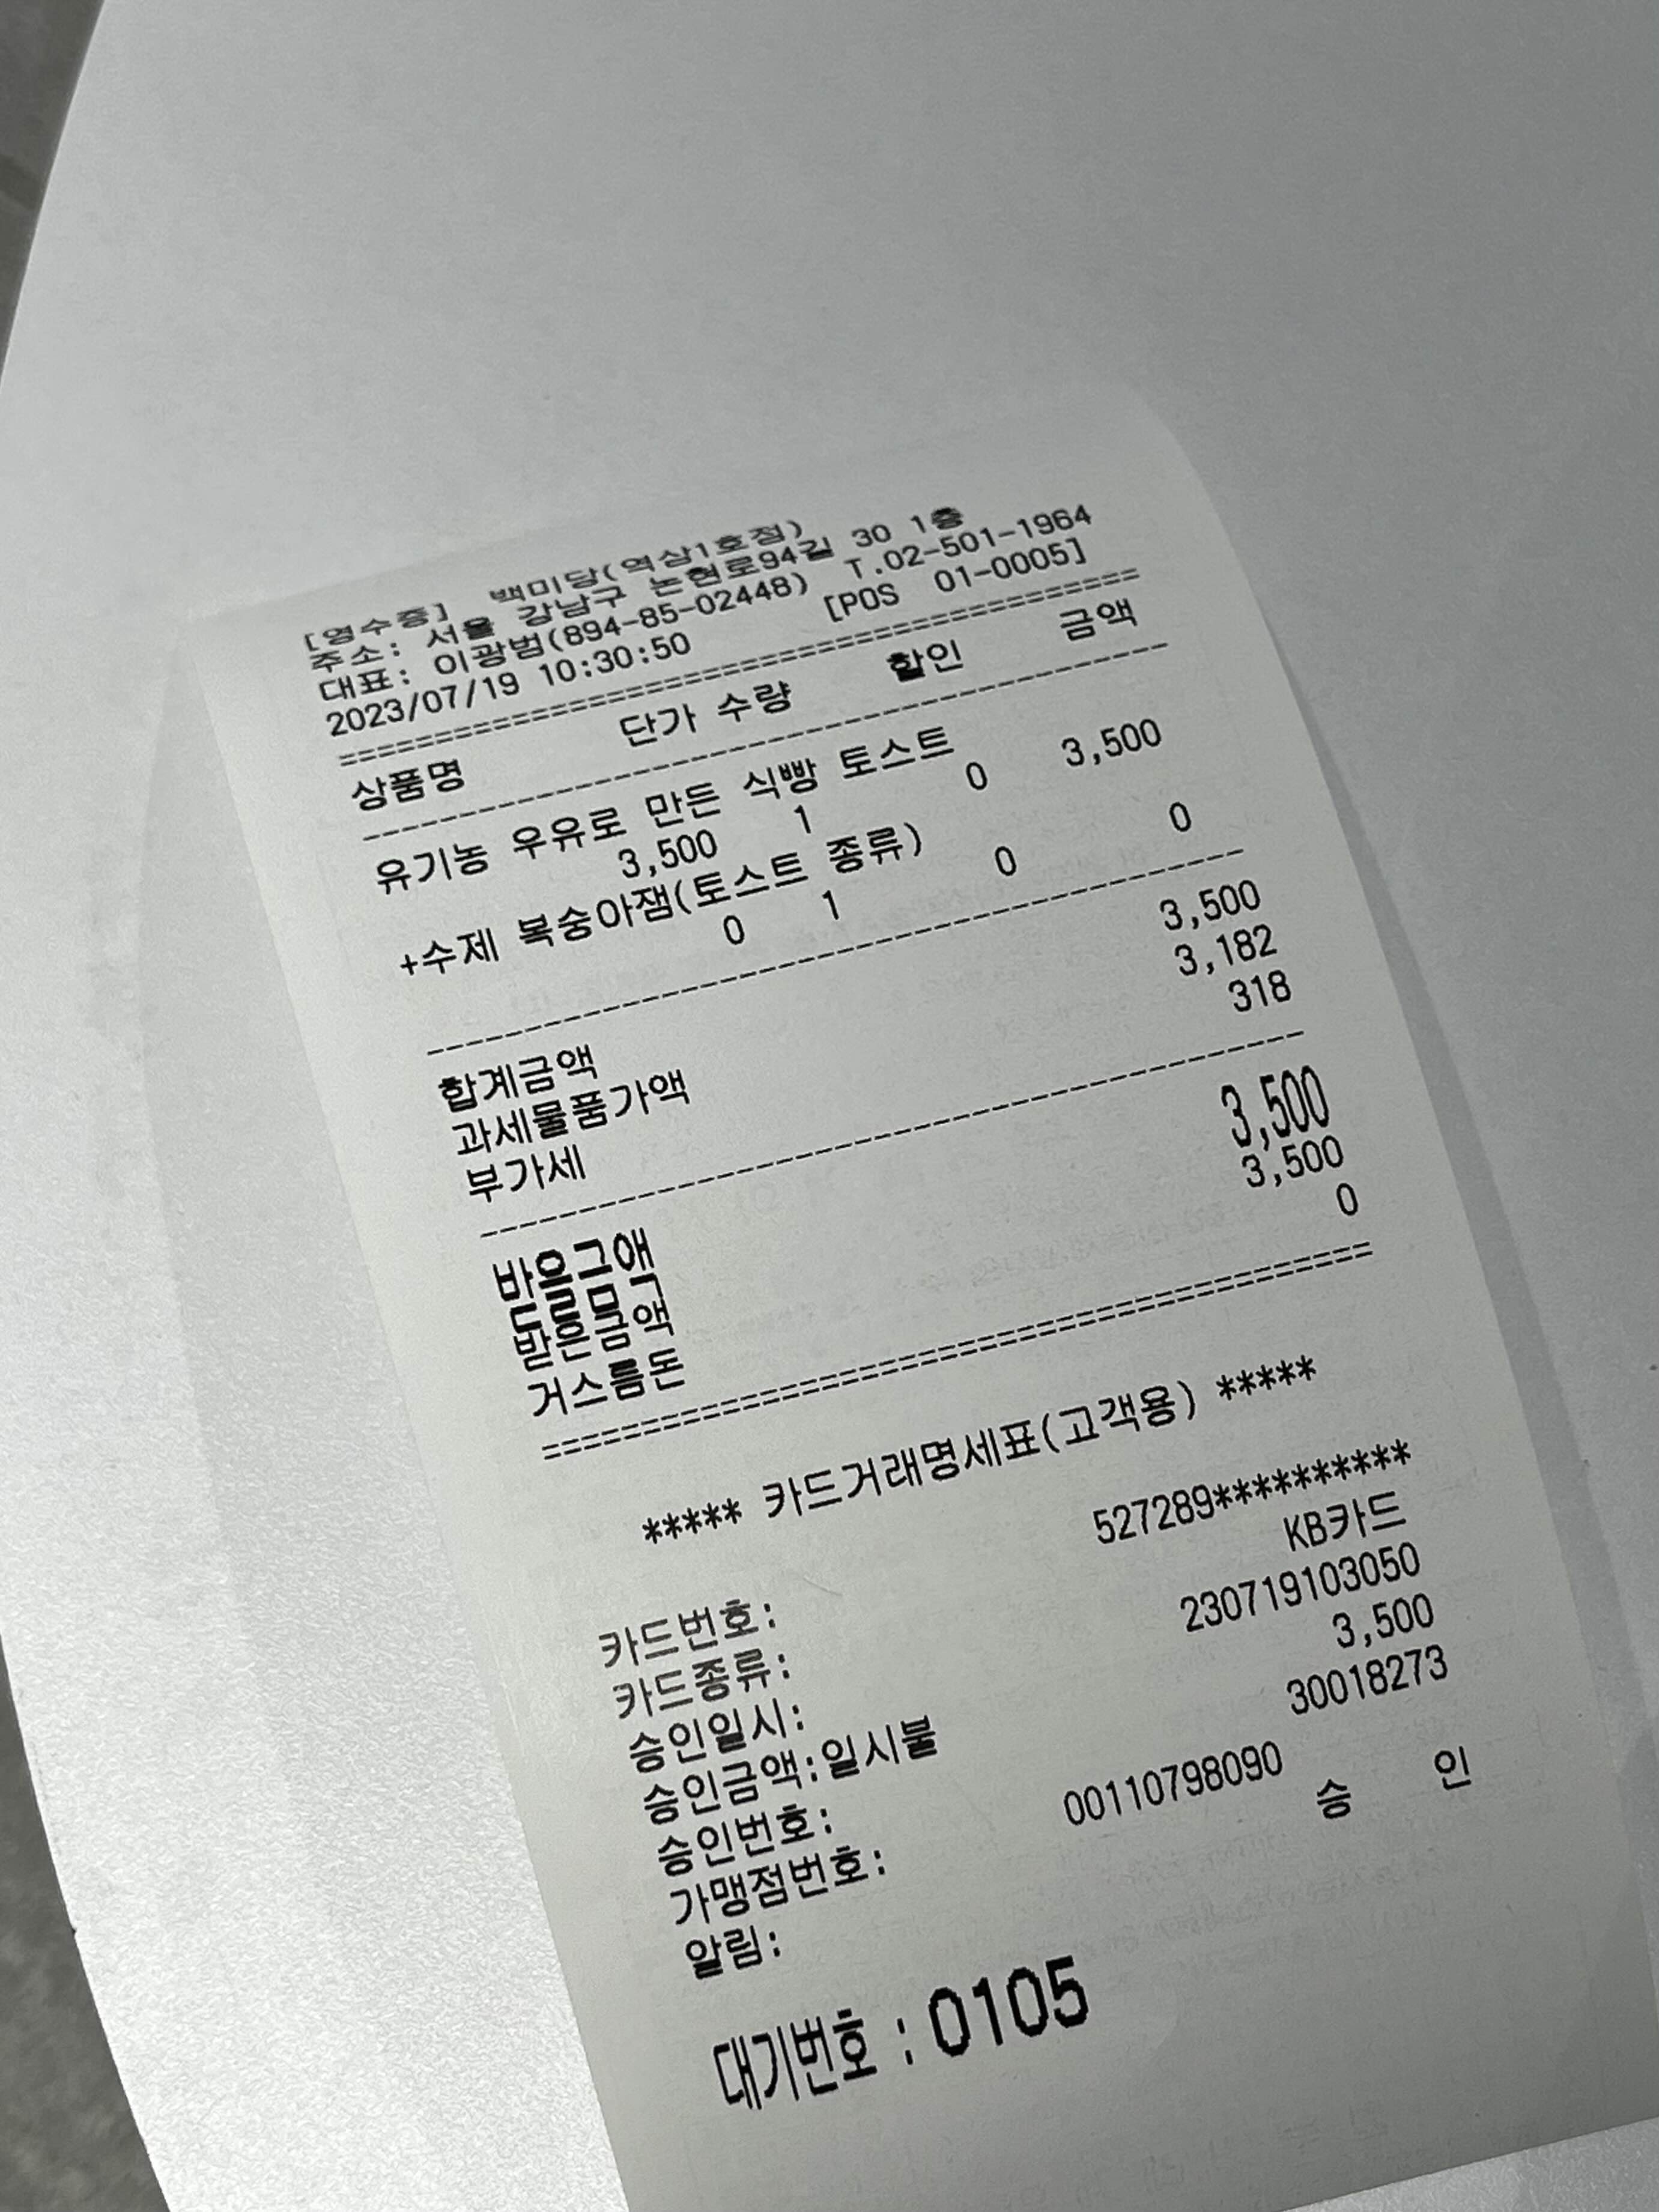 [영수증] 백미당(역삼1호점)
주소: 서울 강남구 논현로94길 30 1층
대표: 이광범(894-85-02448) T.02-501-1964
2023/07/19 10:30:50 [POS 01-0005]
========================================
상품명 단가 수량 할인 금액
----------------------------------------
유기농 우유로 만든 식빵 토스트
3,500 1 0 3,500
+수제 복숭아잼(토스트 종류)
0 1 0 0
----------------------------------------
합계금액 3,500
과세물품가액 3,182
부가세 318
----------------------------------------
받을금액 3,500
받은금액 3,500
거스름돈 0
========================================
***** 카드거래명세표(고객용) *****
카드번호: 527289**********
카드종류: KB카드
승인일시: 230719103050
승인금액:일시불 3,500
승인번호: 30018273
가맹점번호: 00110798090
알림: 승 인
대기번호 : 0105